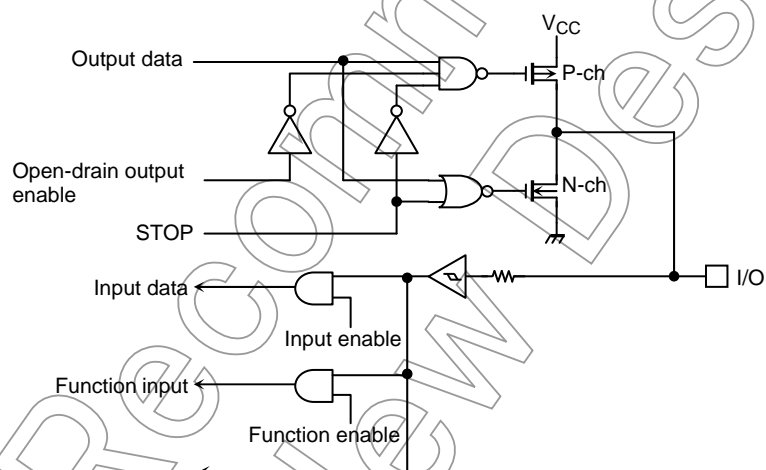 VCC
Output data
P-ch
Open-drain output
enable
N-ch
STOP
I/O
Input data
Input enable
Function input
Function enable